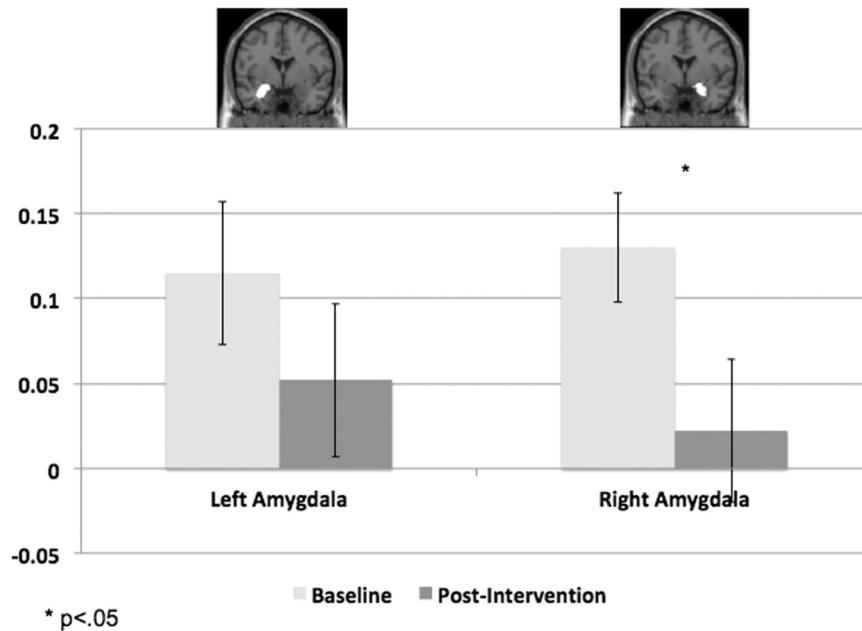 0.2
0.15
*
0.1
0.05
0
Left Amygdala Right Amygdala
-0.05
Baseline Post-Intervention
* p<.05